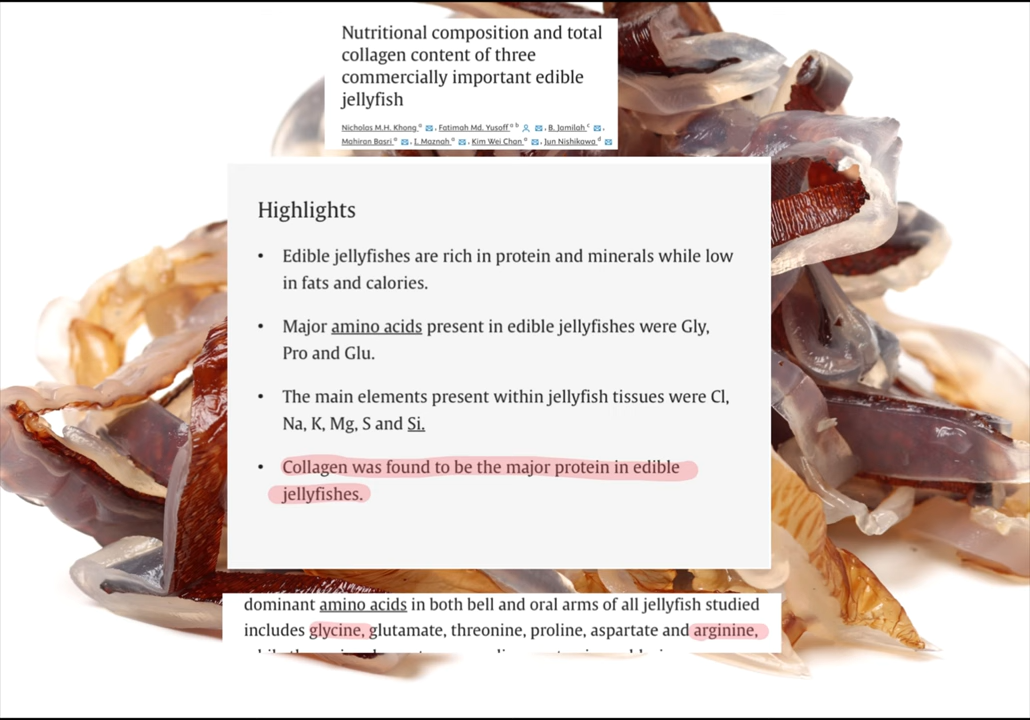 Nutritional composition and total
collagen content of three
commercially important edible
jellyfish
Nicholas M.H. Khong a, Fatimah Md. Yusoff a b, B. Jamilah c,
Mahiran Basri a, I. Maznah a, Kim Wei Chan a, Jun Nishikawa d
Highlights
• Edible jellyfishes are rich in protein and minerals while low
in fats and calories.
• Major amino acids present in edible jellyfishes were Gly,
Pro and Glu.
• The main elements present within jellyfish tissues were Cl,
Na, K, Mg, S and Si.
• Collagen was found to be the major protein in edible
jellyfishes.
dominant amino acids in both bell and oral arms of all jellyfish studied
includes glycine, glutamate, threonine, proline, aspartate and arginine,